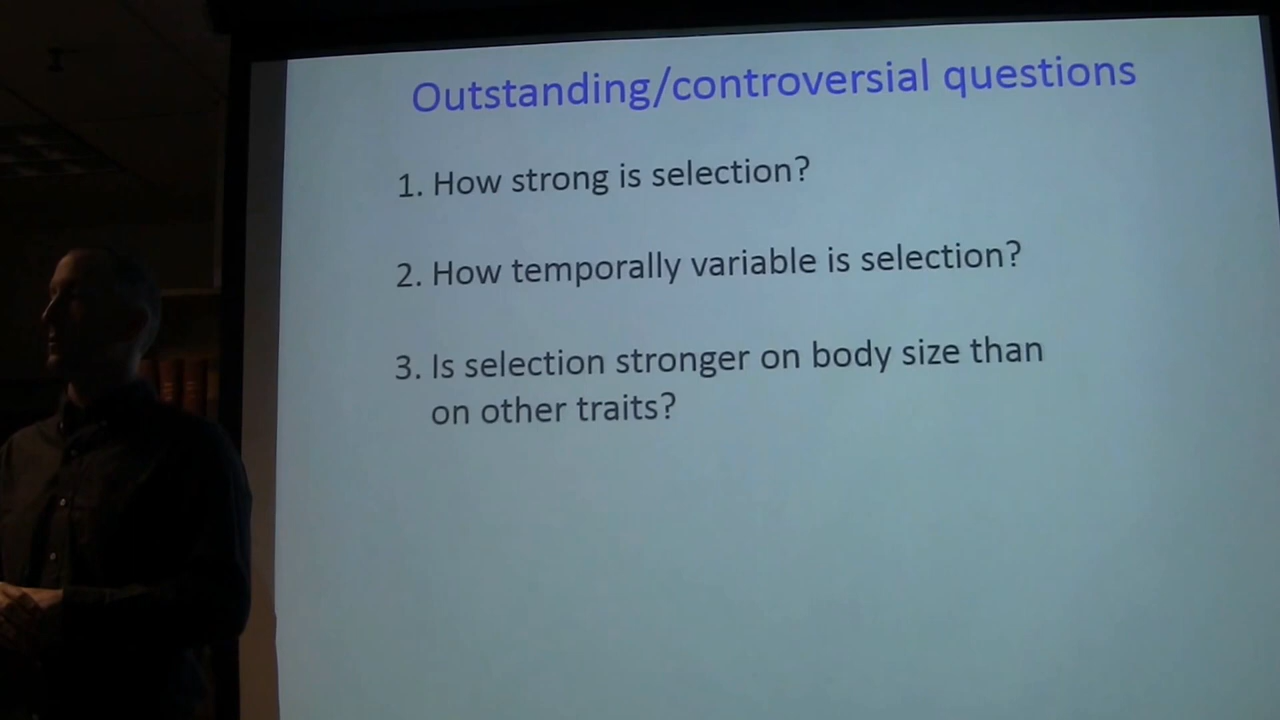 Outstanding/controversial questions
1. How strong is selection?
2. How temporally variable is selection?
3. Is selection stronger on body size than
on other traits?